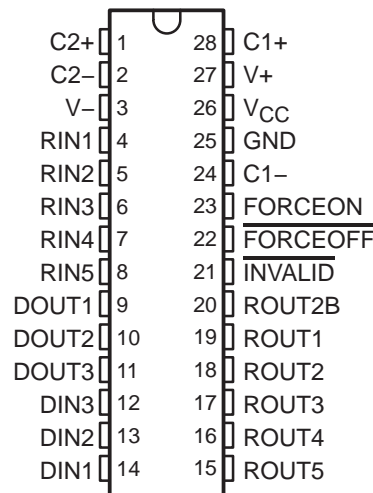 C2+ 1 28 C1+
C2− 2 27 V+
V− 3 26 VCC
RIN1 4 25 GND
RIN2 5 24 C1−
RIN3 6 23 FORCEON
RIN4 7 22 FORCEOFF
RIN5 8 21 INVALID
DOUT1 9 20 ROUT2B
DOUT2 10 19 ROUT1
DOUT3 11 18 ROUT2
DIN3 12 17 ROUT3
DIN2 13 16 ROUT4
DIN1 14 15 ROUT5